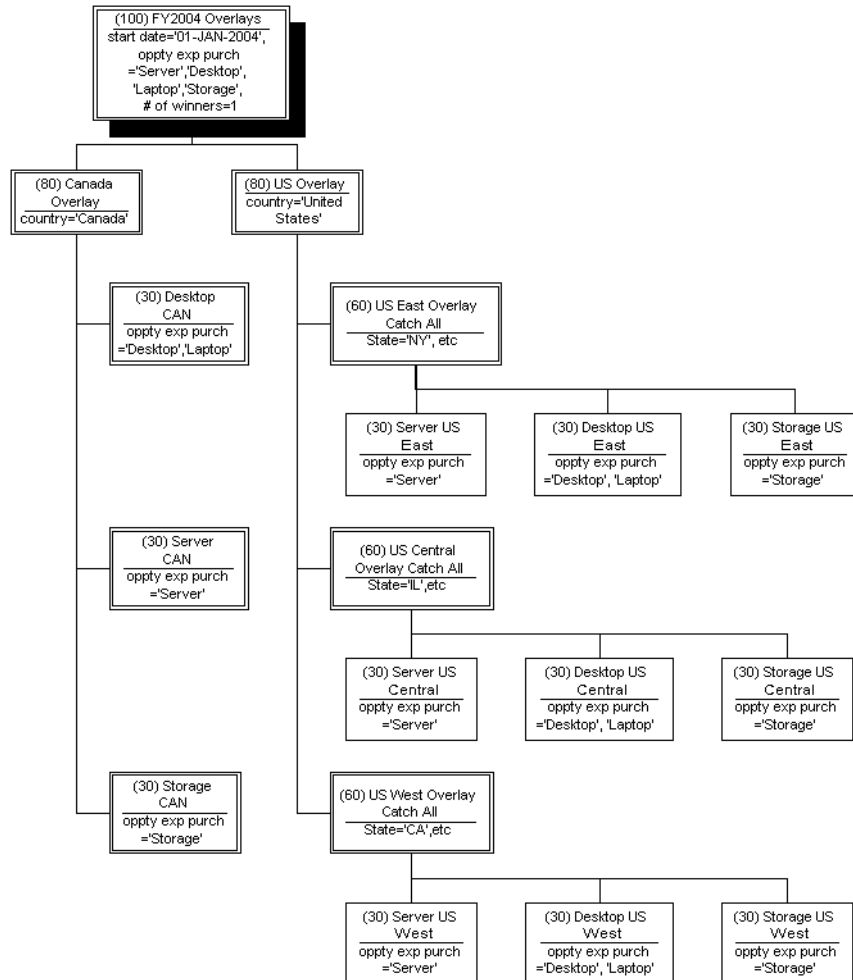 (100) FY2004 Overlays
start date='01-JAN-2004',
oppty exp purch
='Server','Desktop',
'Laptop','Storage',
# of winners=1
(80) Canada
Overlay
country='Canada'
(80) US Overlay
country='United
States'
(30) Desktop
CAN
oppty exp purch
='Desktop','Laptop'
(60) US East Overlay
Catch All
State='NY', etc
(30) Server US
East
oppty exp purch
='Server'
(30) Desktop US
East
oppty exp purch
='Desktop', 'Laptop'
(30) Storage US
East
oppty exp purch
='Storage'
(30) Server
CAN
oppty exp purch
='Server'
(60) US Central
Overlay Catch All
State='IL',etc
(30) Server US
Central
oppty exp purch
='Server'
(30) Desktop US
Central
oppty exp purch
='Desktop', 'Laptop'
(30) Storage US
Central
oppty exp purch
='Storage'
(30) Storage
CAN
oppty exp purch
='Storage'
(60) US West Overlay
Catch All
State='CA',etc
(30) Server US
West
oppty exp purch
='Server'
(30) Desktop US
West
oppty exp purch
='Desktop', 'Laptop'
(30) Storage US
West
oppty exp purch
='Storage'